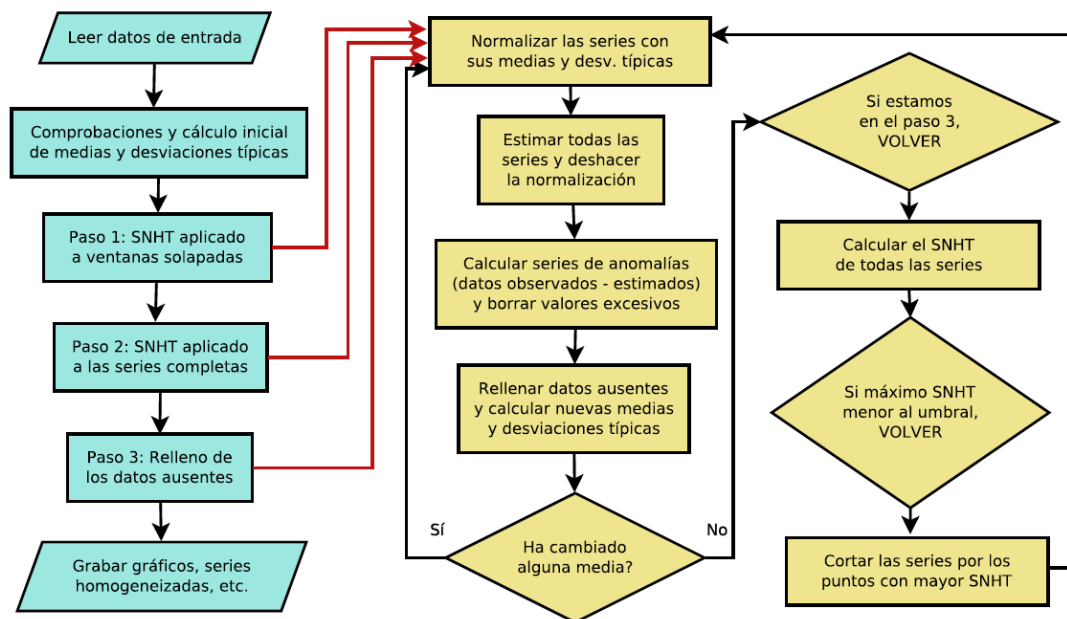 Leer datos de entrada
Comprobaciones y cálculo inicial
de medias y desviaciones típicas
Paso 1: SNHT aplicado
a ventanas solapadas
Paso 2: SNHT aplicado
a las series completas
Paso 3: Relleno de
los datos ausentes
Grabar gráficos, series
homogeneizadas, etc.
Normalizar las series con
sus medias y desv. típicas
Estimar todas las
series y deshacer
la normalización
Calcular series de anomalías
(datos observados - estimados)
y borrar valores excesivos
Rellenar datos ausentes
y calcular nuevas medias
y desviaciones típicas
Sí
No
Ha cambiado
alguna media?
Si estamos
en el paso 3,
VOLVER
Calcular el SNHT
de todas las series
Si máximo SNHT
menor al umbral,
VOLVER
Cortar las series por los
puntos con mayor SNHT